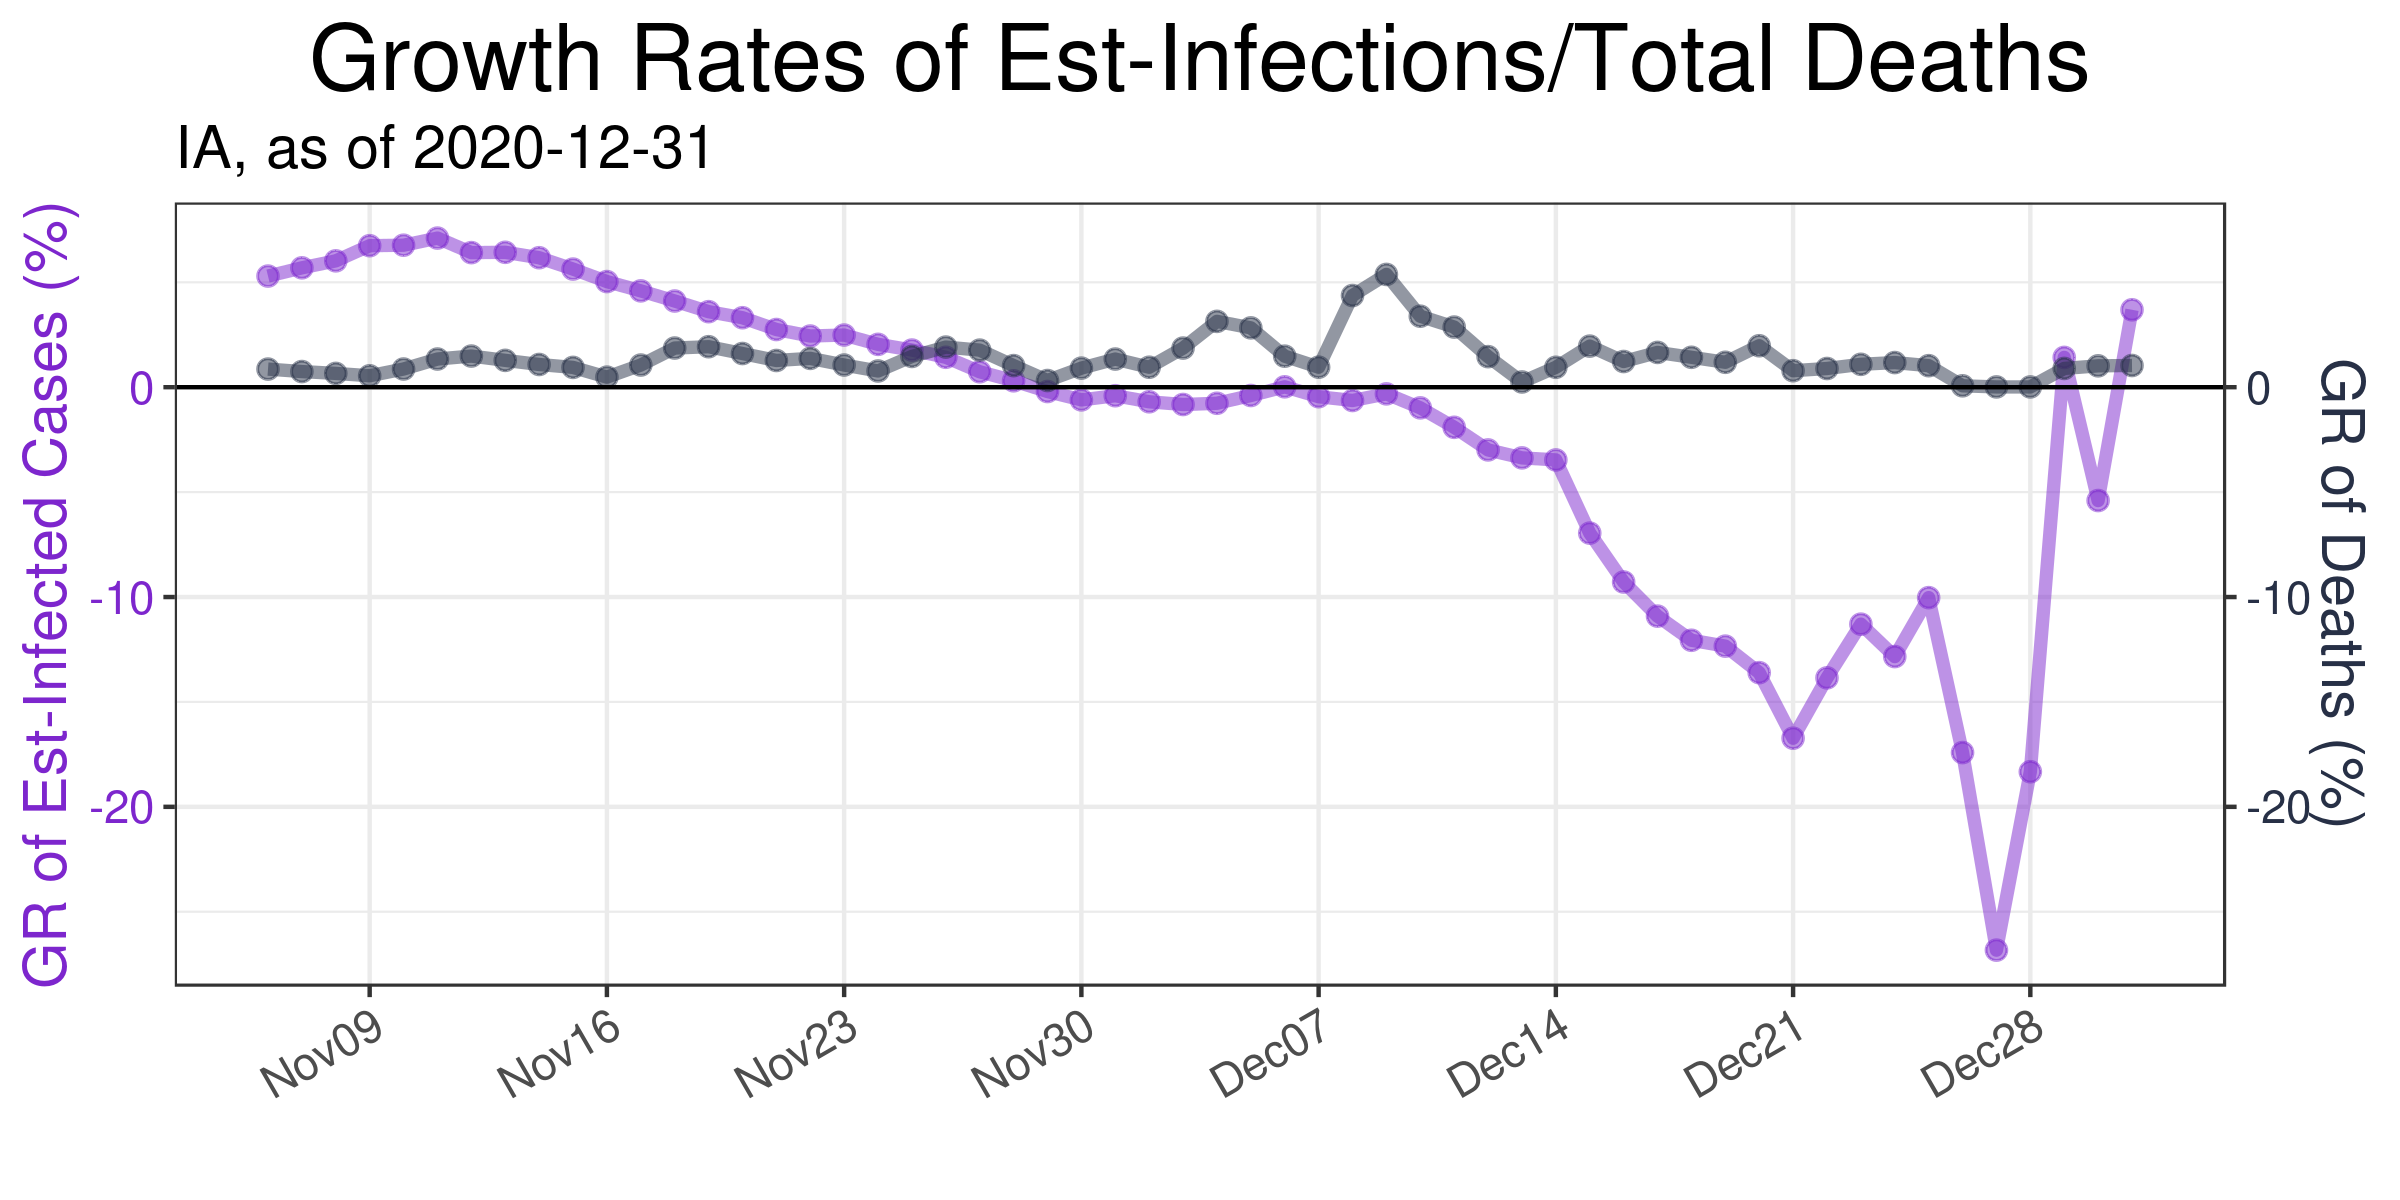 Growth Rates of Est-Infections/Total Deaths
IA, as of 2020-12-31
GR of Est-Infected Cases (%)
0
-10
-20
0
-10
-20
GR of Deaths (%)
Nov09
Nov16
Nov23
Nov30
Dec07
Dec14
Dec21
Dec28